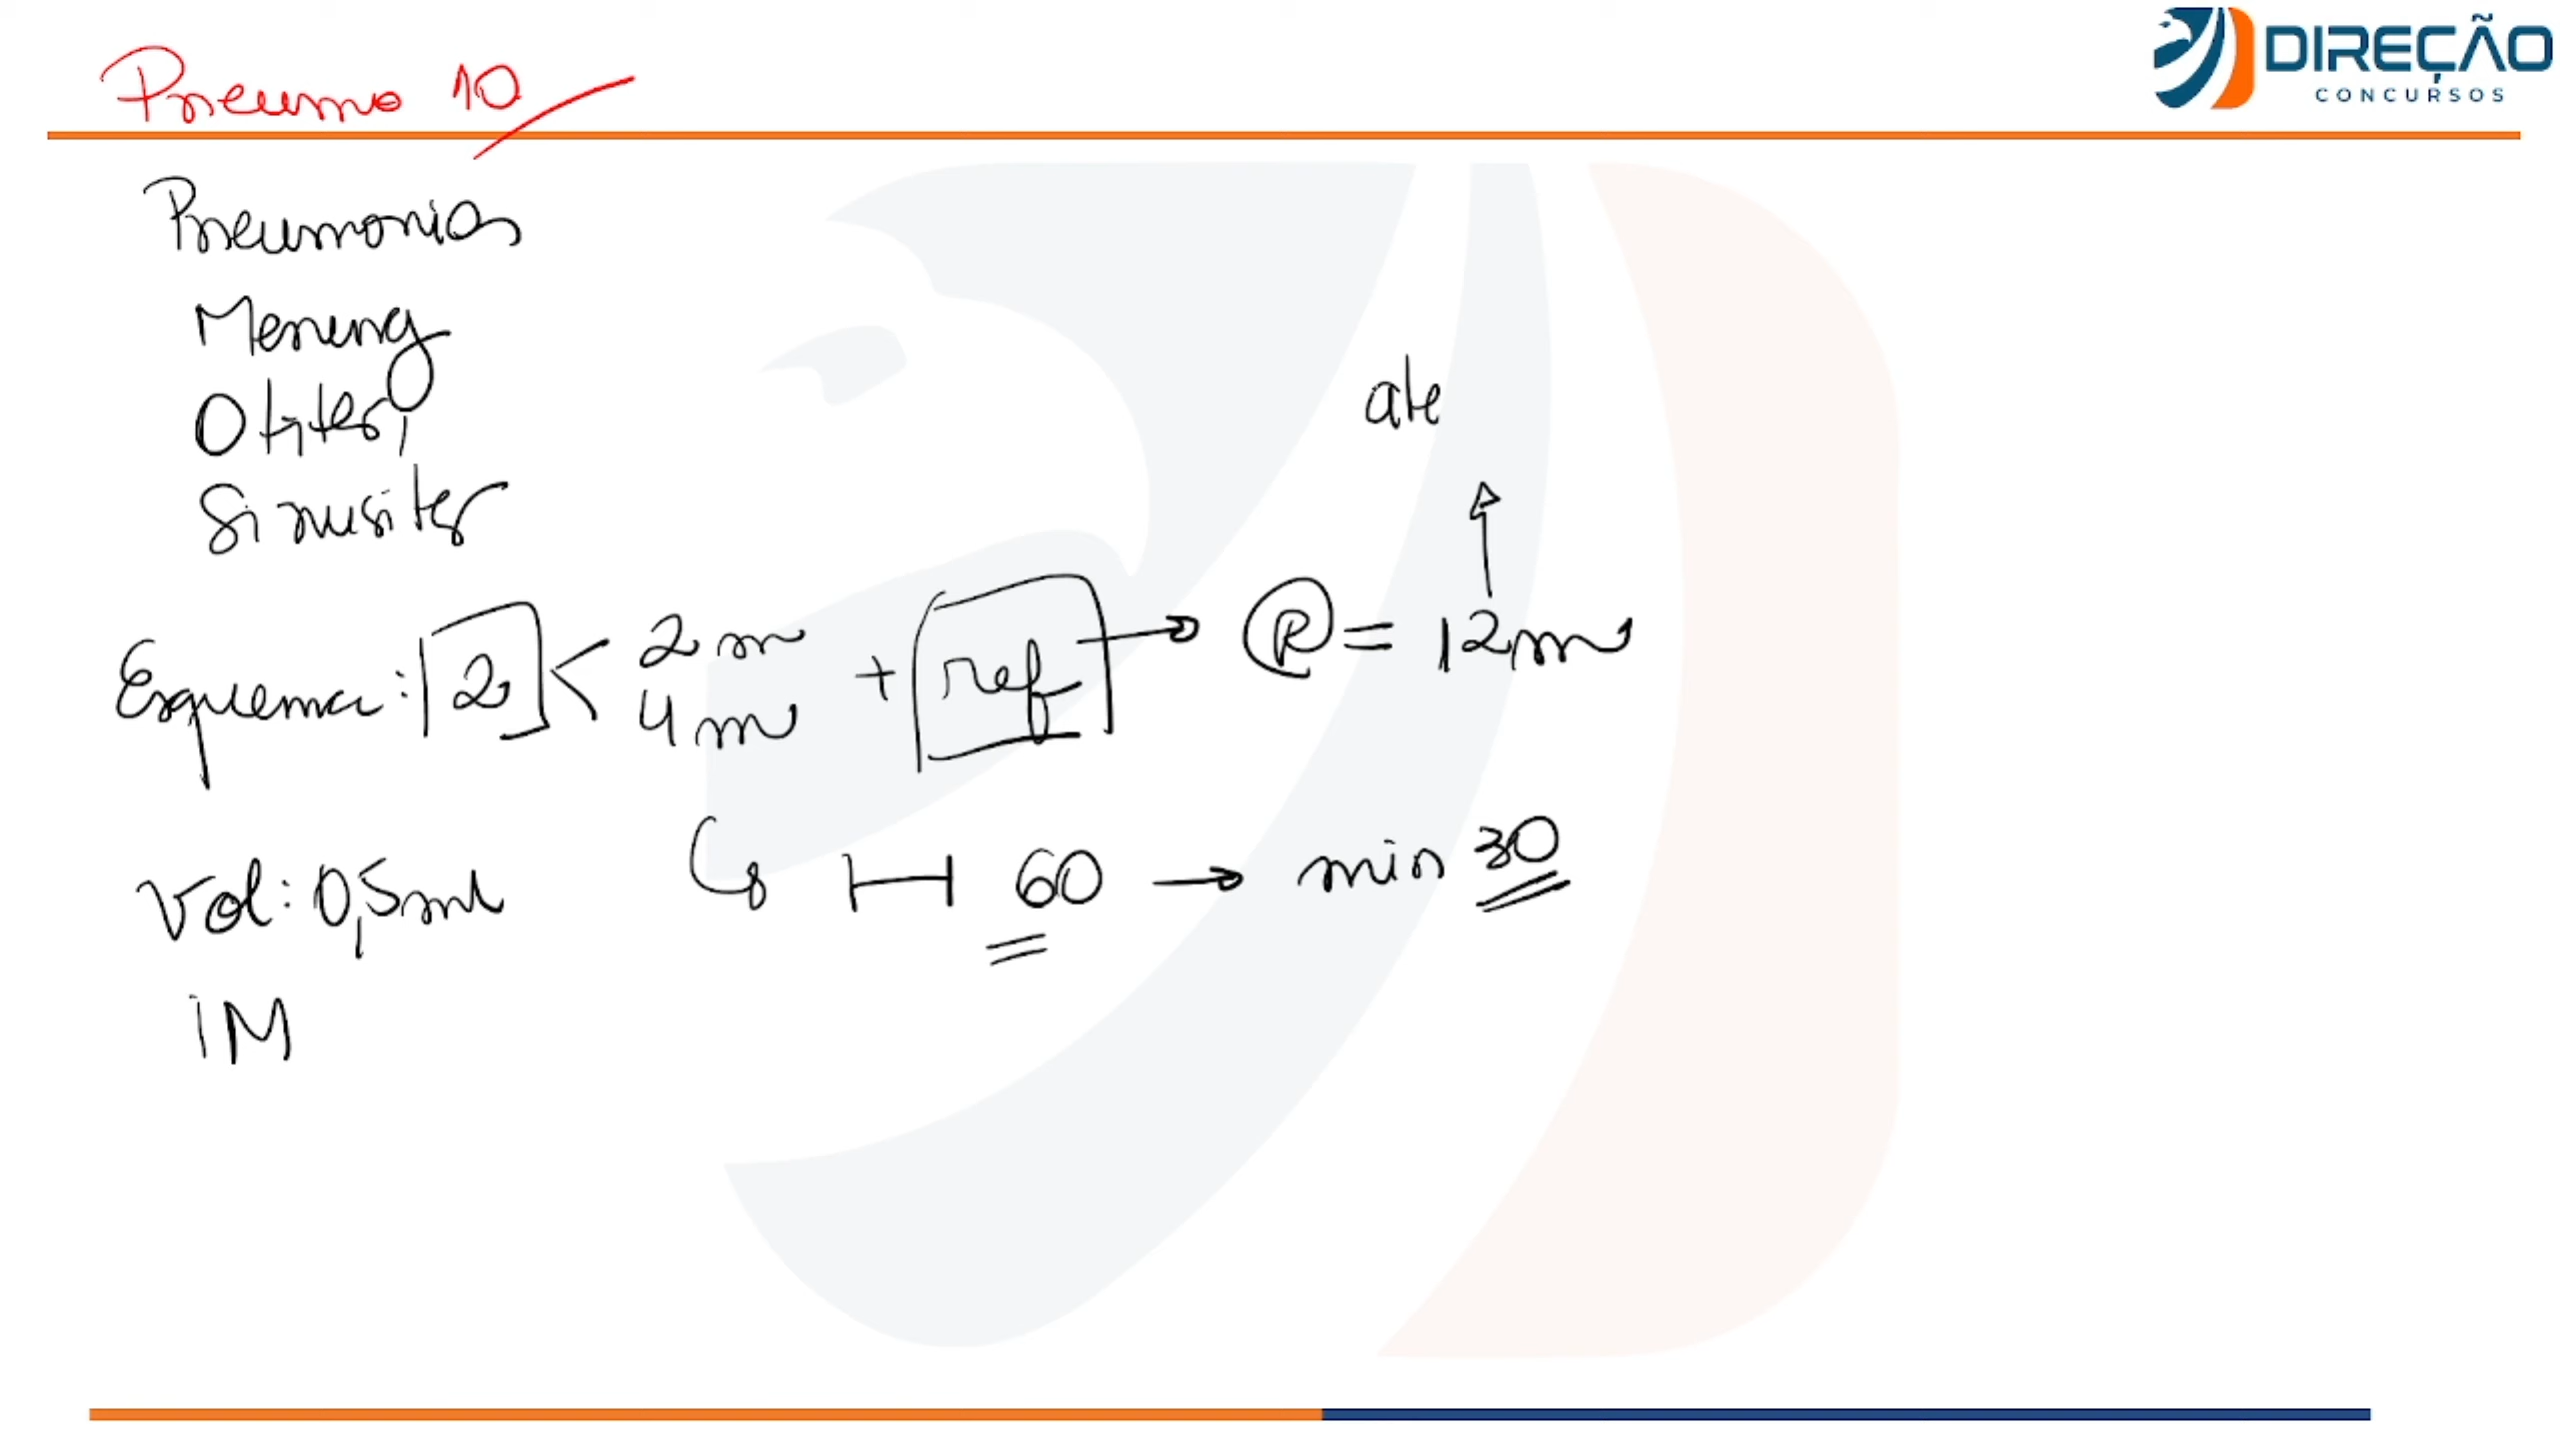 Pneumo 10
DIREÇÃO
CONCURSOS
Pneumonias
Mening
Otites,
Sinusites
ate
Esquema: 2 < 2m 4m + ref → R = 12m
Vol: 0,5ml
60 → min 30
IM